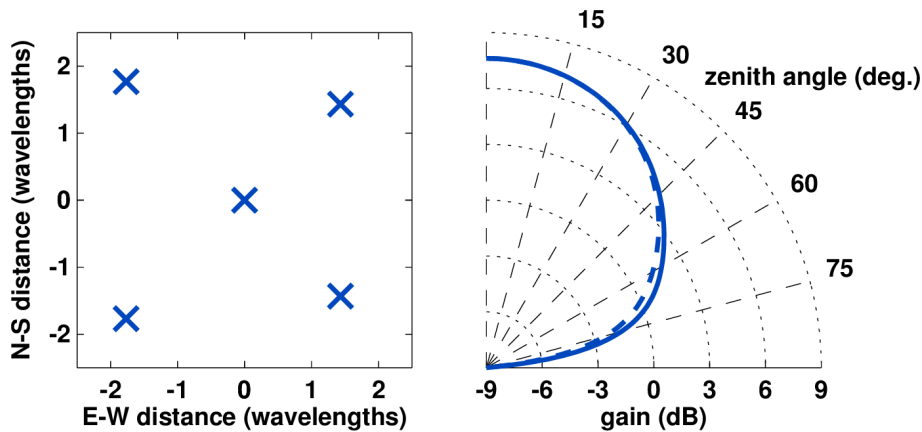 N-S distance (wavelengths)
2
1
0
-1
-2
-2 -1 0 1 2
E-W distance (wavelengths)
15
30
zenith angle (deg.)
45
60
75
-9 -6 -3 0 3 6 9
gain (dB)